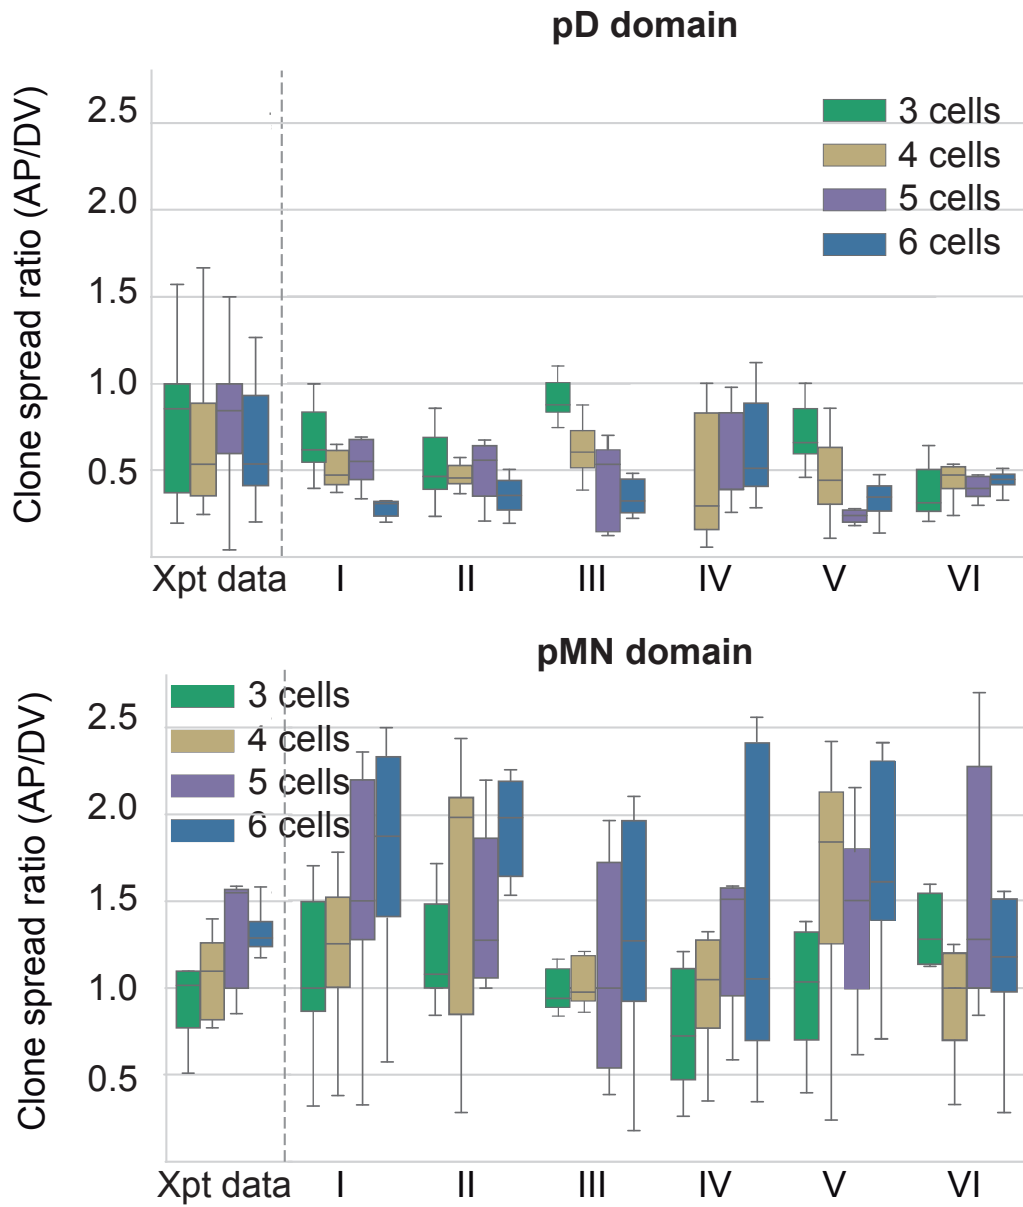 pD domain
Clone spread ratio (AP/DV)
2.5
2.0
1.5
1.0
0.5
3 cells
4 cells
5 cells
6 cells
Xpt data I II III IV V VI
pMN domain
Clone spread ratio (AP/DV)
2.5
2.0
1.5
1.0
0.5
3 cells
4 cells
5 cells
6 cells
Xpt data I II III IV V VI